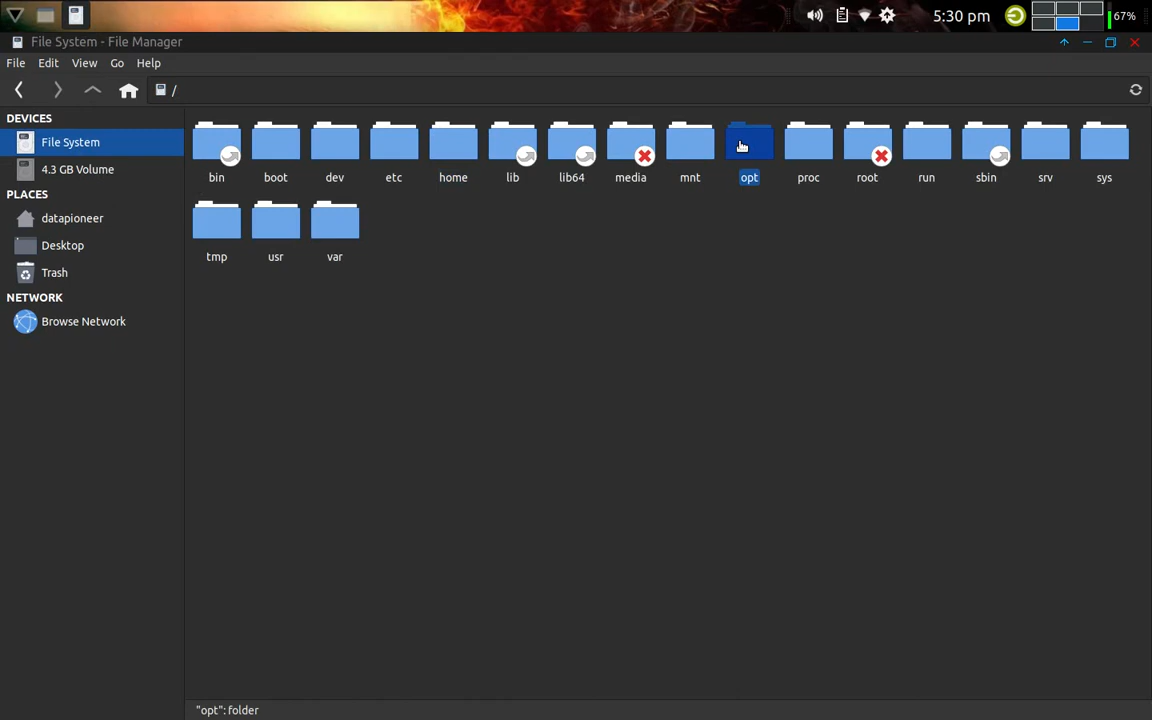 5:30 pm 67%
File System - File Manager
File Edit View Go Help
/
DEVICES
File System
4.3 GB Volume
PLACES
datapioneer
Desktop
Trash
NETWORK
Browse Network
bin boot dev etc home lib lib64 media mnt opt proc root run sbin srv sys
tmp usr var
"opt": folder